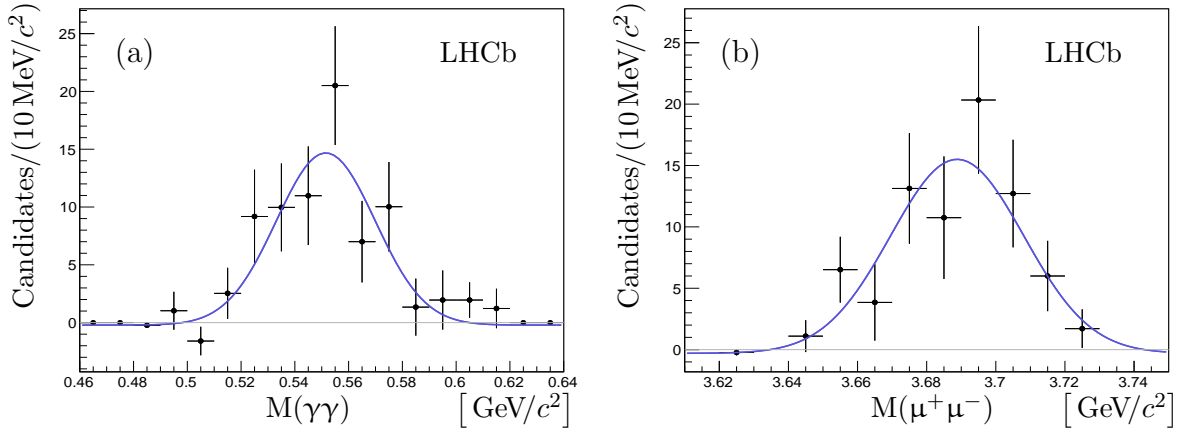 Candidates/(10 MeV/c²)
(a)
LHCb
25
20
15
10
5
0
0.46 0.5 0.52 0.54 0.56 0.58 0.6 0.62 0.64
M(γγ) [GeV/c²]
Candidates/(10 MeV/c²)
(b)
LHCb
25
20
15
10
5
0
3.62 3.64 3.66 3.68 3.7 3.72 3.74
M(μ⁺μ⁻) [GeV/c²]